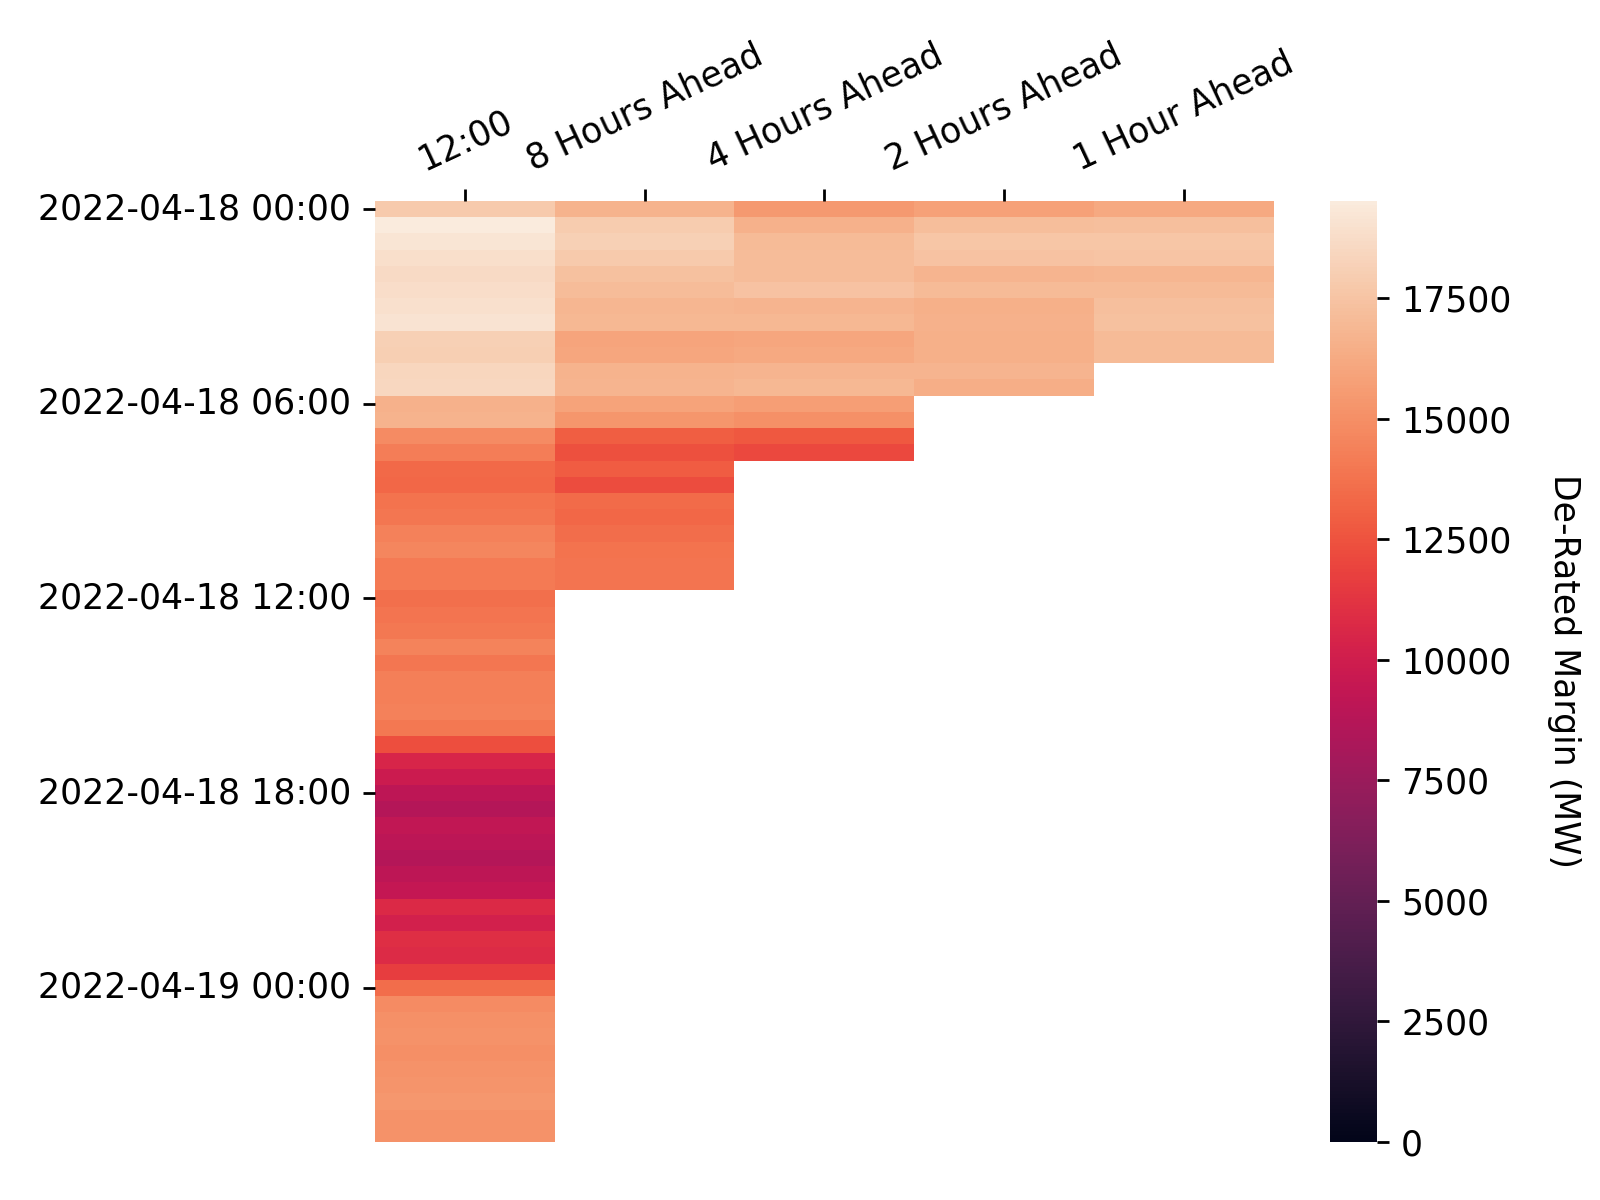 12:00
8 Hours Ahead
4 Hours Ahead
2 Hours Ahead
1 Hour Ahead
2022-04-18 00:00
2022-04-18 06:00
2022-04-18 12:00
2022-04-18 18:00
2022-04-19 00:00
17500
15000
12500
10000
7500
5000
2500
0
De-Rated Margin (MW)